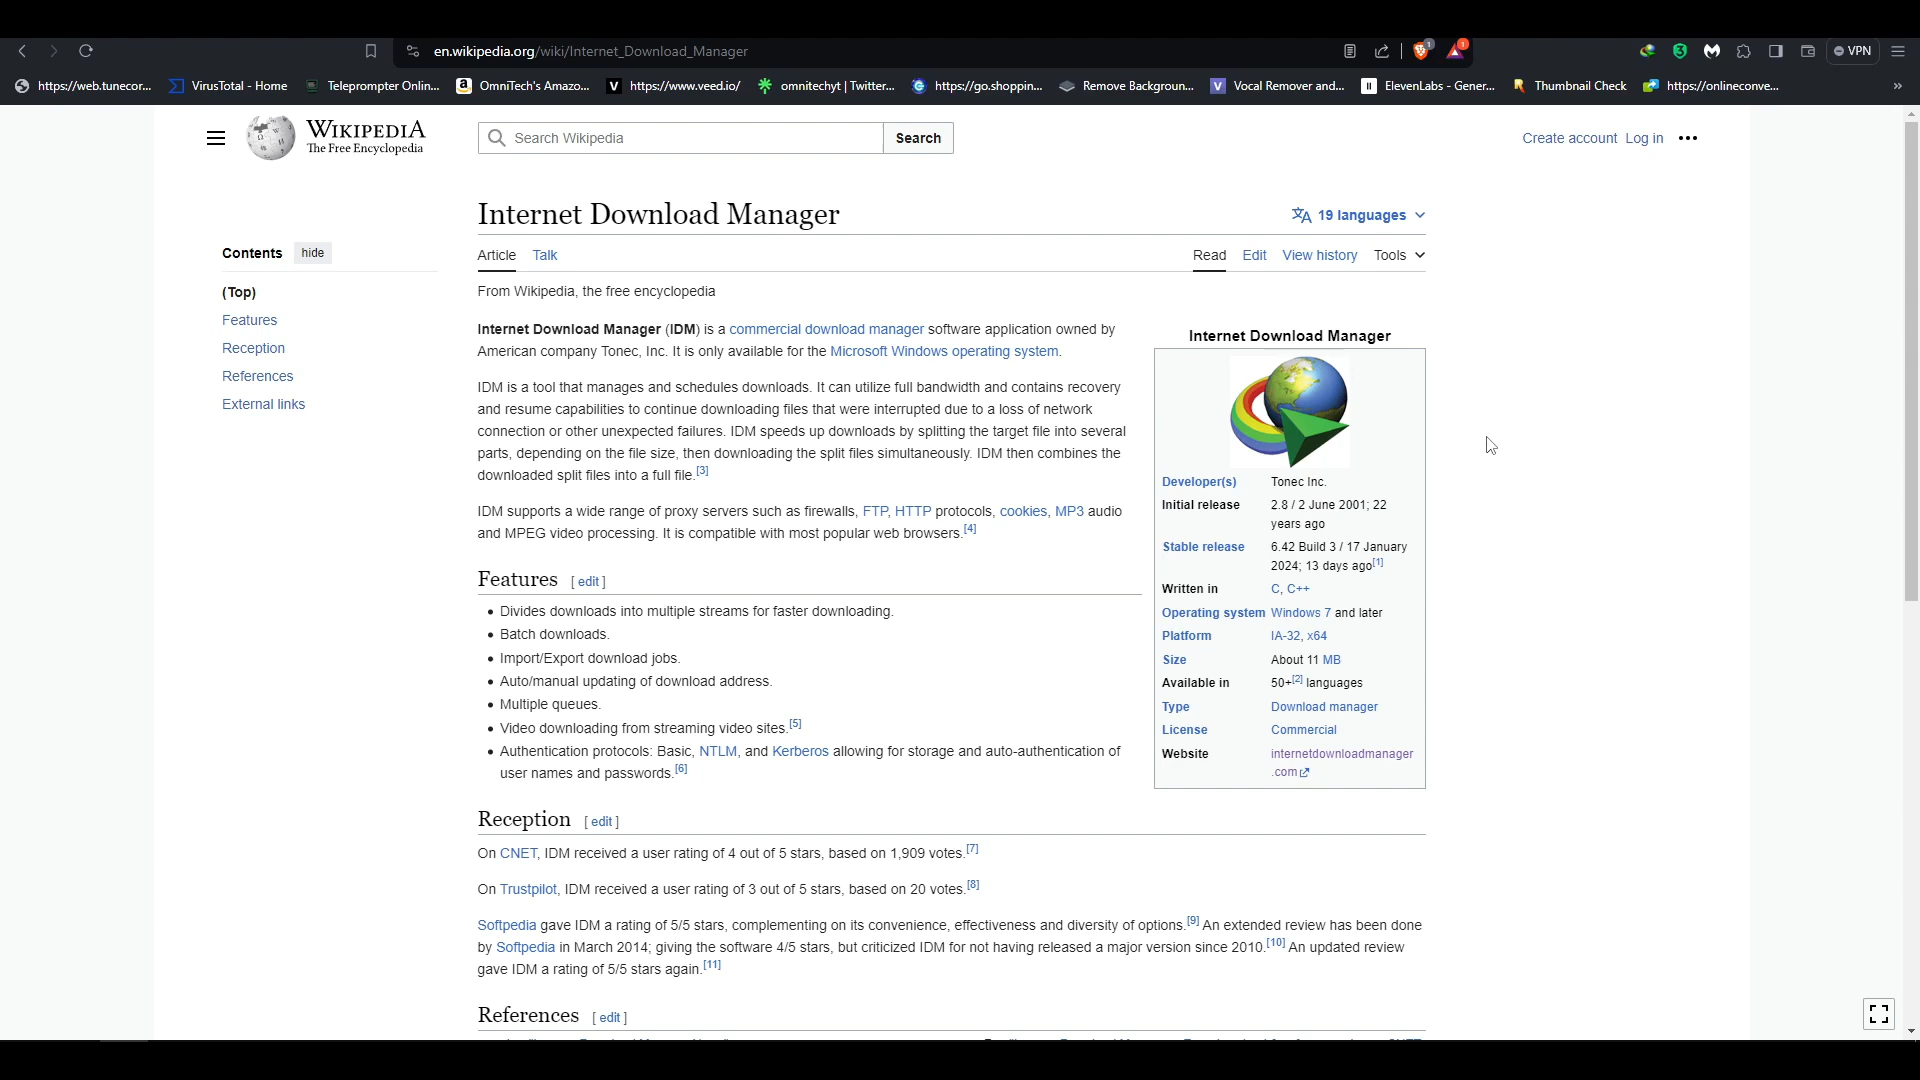 en.wikipedia.org/wiki/Internet_Download_Manager
1
1
3
VPN
https://web.tunecor...
VirusTotal - Home
Teleprompter Onlin...
OmniTech's Amazo...
https://www.veed.io/
omnitechyt | Twitter...
https://go.shoppin...
Remove Backgroun...
Vocal Remover and...
ElevenLabs - Gener...
Thumbnail Check
https://onlineconve...
»
WIKIPEDIA
The Free Encyclopedia
Search Wikipedia
Search
Create account Log in
Internet Download Manager
19 languages
Contents hide
(Top)
Features
Reception
References
External links
Article Talk
Read Edit View history Tools
From Wikipedia, the free encyclopedia
Internet Download Manager (IDM) is a commercial download manager software application owned by
American company Tonec, Inc. It is only available for the Microsoft Windows operating system.
IDM is a tool that manages and schedules downloads. It can utilize full bandwidth and contains recovery
and resume capabilities to continue downloading files that were interrupted due to a loss of network
connection or other unexpected failures. IDM speeds up downloads by splitting the target file into several
parts, depending on the file size, then downloading the split files simultaneously. IDM then combines the
downloaded split files into a full file.[3]
IDM supports a wide range of proxy servers such as firewalls, FTP, HTTP protocols, cookies, MP3 audio
and MPEG video processing. It is compatible with most popular web browsers.[4]
Internet Download Manager
Developer(s) Tonec Inc.
Initial release 2.8 / 2 June 2001; 22
years ago
Stable release 6.42 Build 3 / 17 January
2024; 13 days ago[1]
Written in C, C++
Operating system Windows 7 and later
Platform IA-32, x64
Size About 11 MB
Available in 50+[2] languages
Type Download manager
License Commercial
Website internetdownloadmanager
.com
Features [ edit ]
• Divides downloads into multiple streams for faster downloading.
• Batch downloads.
• Import/Export download jobs.
• Auto/manual updating of download address.
• Multiple queues.
• Video downloading from streaming video sites.[5]
• Authentication protocols: Basic, NTLM, and Kerberos allowing for storage and auto-authentication of
user names and passwords.[6]
Reception [ edit ]
On CNET, IDM received a user rating of 4 out of 5 stars, based on 1,909 votes.[7]
On Trustpilot, IDM received a user rating of 3 out of 5 stars, based on 20 votes.[8]
Softpedia gave IDM a rating of 5/5 stars, complementing on its convenience, effectiveness and diversity of options.[9] An extended review has been done
by Softpedia in March 2014; giving the software 4/5 stars, but criticized IDM for not having released a major version since 2010.[10] An updated review
gave IDM a rating of 5/5 stars again.[11]
References [ edit ]